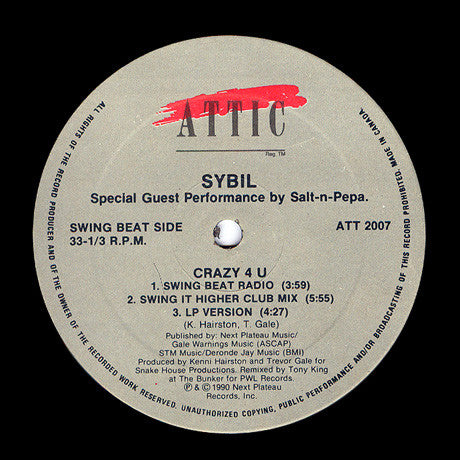 ATTIC
Reg. TM
SYBIL
Special Guest Performance by Salt-n-Pepa.
SWING BEAT SIDE
33-1/3 R.P.M.
ATT 2007
CRAZY 4 U
1. SWING BEAT RADIO (3:59)
2. SWING IT HIGHER CLUB MIX (5:55)
3. LP VERSION (4:27)
(K. Hairston, T. Gale)
Published by: Next Plateau Music/
Gale Warnings Music (ASCAP)
STM Music/Deronde Jay Music (BMI)
Produced by Kenni Hairston and Trevor Gale for
Snake House Productions. Remixed by Tony King
at The Bunker for PWL Records.
℗ & © 1990 Next Plateau
Records, Inc.
ALL RIGHTS OF THE RECORD PRODUCER AND OF THE OWNER OF THE RECORDED WORK RESERVED. UNAUTHORIZED COPYING, PUBLIC PERFORMANCE AND/OR BROADCASTING OF THIS RECORD PROHIBITED. MADE IN CANADA.